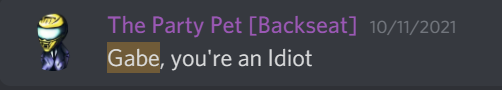 The Party Pet [Backseat] 10/11/2021
Gabe, you're an Idiot